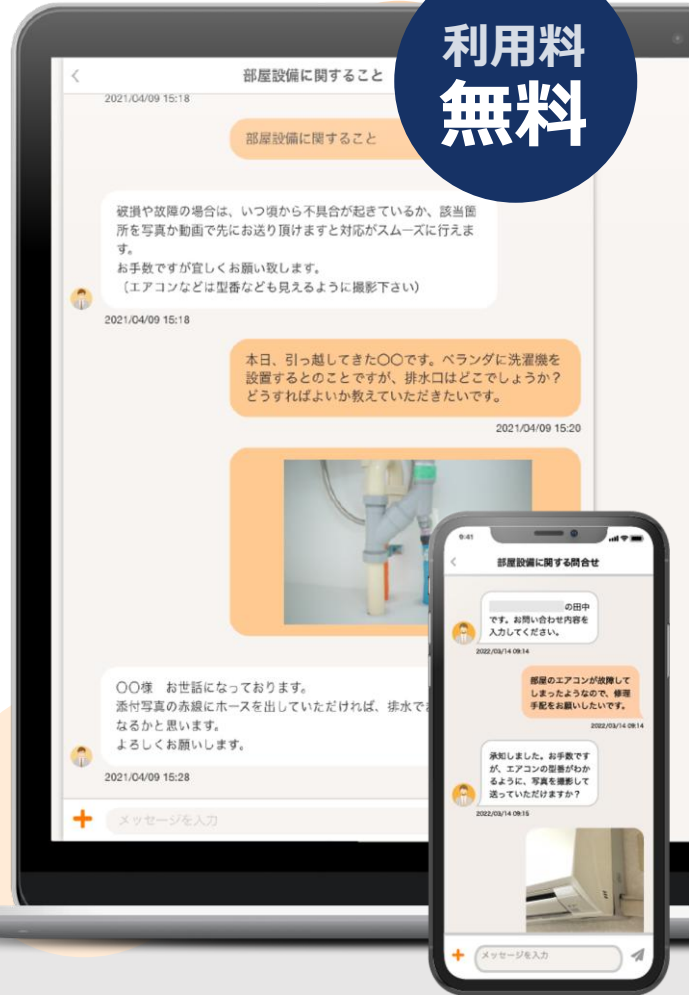 利用料
無料
部屋設備に関すること
2021/04/09 15:18
部屋設備に関すること
破損や故障の場合は、いつ頃から不具合が起きているか、該当箇
所を写真か動画で先にお送り頂けますと対応がスムーズに行えま
す。
お手数ですが宜しくお願い致します。
（エアコンなどは型番なども見えるように撮影下さい）
2021/04/09 15:18
本日、引っ越してきた〇〇です。ベランダに洗濯機を
設置するとのことですが、排水口はどこでしょうか？
どうすればよいか教えていただきたいです。
2021/04/09 15:20
〇〇様　お世話になっております。
添付写真の赤線にホースを出していただければ、排水でき
なるかと思います。
よろしくお願いします。
2021/04/09 15:28
メッセージを入力
9:41
部屋設備に関する問合せ
の田中
です。お問い合わせ内容を
入力してください。
2022/03/14 09:14
部屋のエアコンが故障して
しまったようなので、修理
手配をお願いしたいです。
2022/03/14 09:14
承知しました。お手数です
が、エアコンの型番がわか
るように、写真を撮影して
送っていただけますか？
2022/03/14 09:15
メッセージを入力